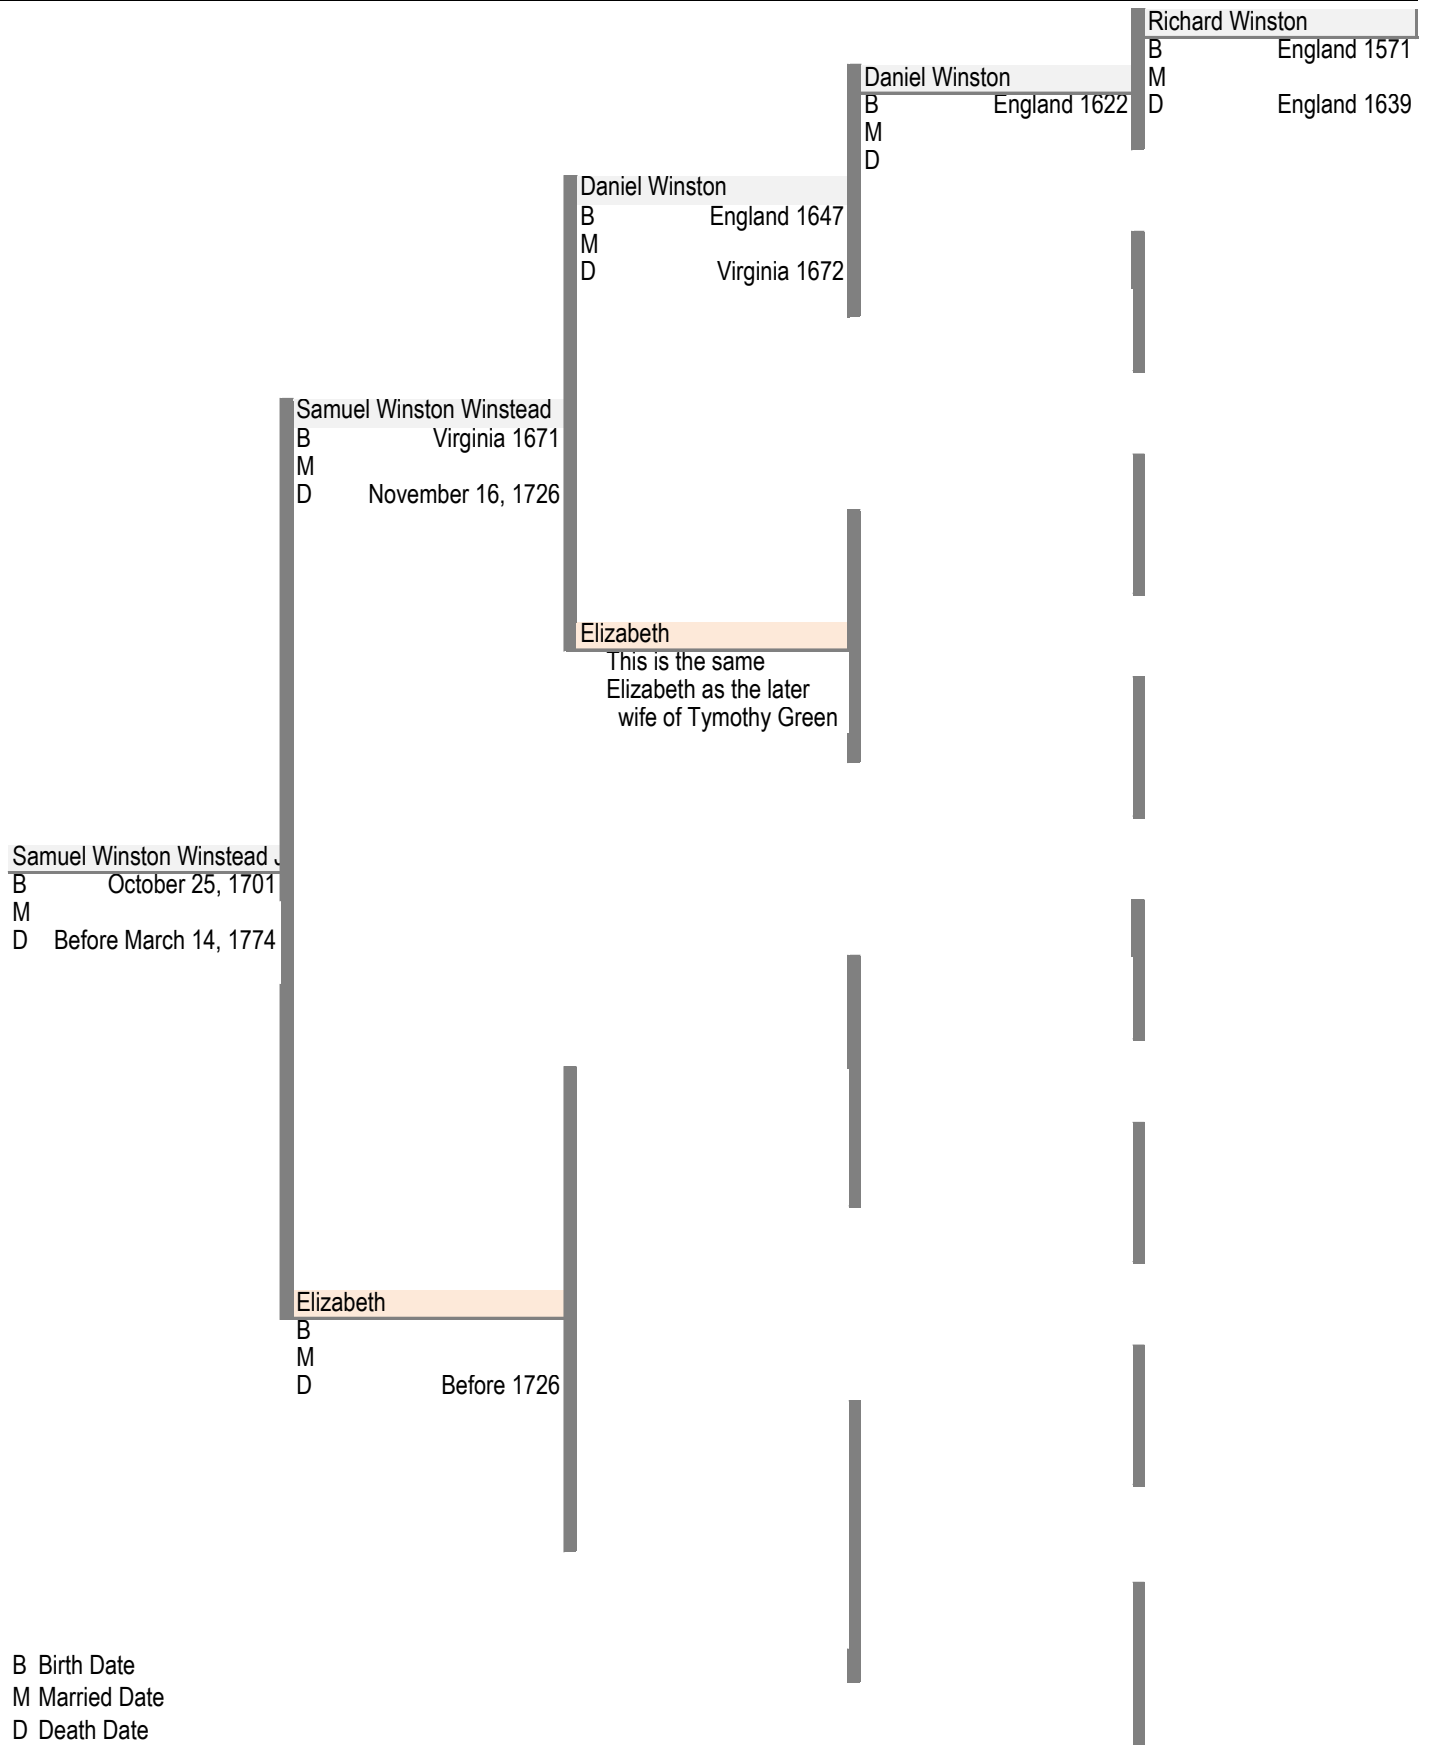 Richard Winston
B England 1571
M
D England 1639
Daniel Winston
B England 1622
M
D
Daniel Winston
B England 1647
M
D Virginia 1672
Samuel Winston Winstead
B Virginia 1671
M
D November 16, 1726
Elizabeth
This is the same
Elizabeth as the later
wife of Tymothy Green
Samuel Winston Winstead
B October 25, 1701
M
D Before March 14, 1774
Elizabeth
B
M
D Before 1726
B Birth Date
M Married Date
D Death Date